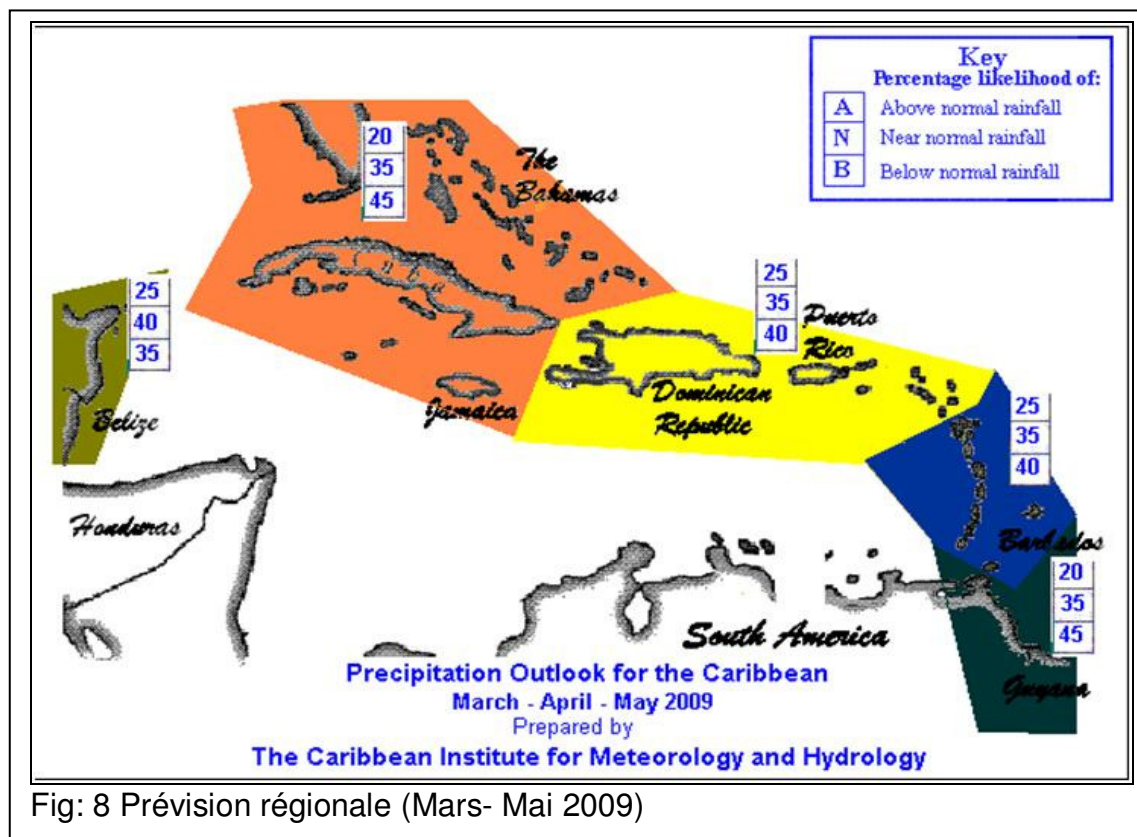 Key
Percentage likelihood of:
A Above normal rainfall
N Near normal rainfall
B Below normal rainfall
20
35
45
The
Bahamas
25
40
35
Belize
25
35
40
Puerto
Rico
Jamaica
Dominican
Republic
25
35
40
Honduras
Barbados
20
35
45
South America
Guyana
Precipitation Outlook for the Caribbean
March - April - May 2009
Prepared by
The Caribbean Institute for Meteorology and Hydrology
Fig: 8 Prévision régionale (Mars- Mai 2009)